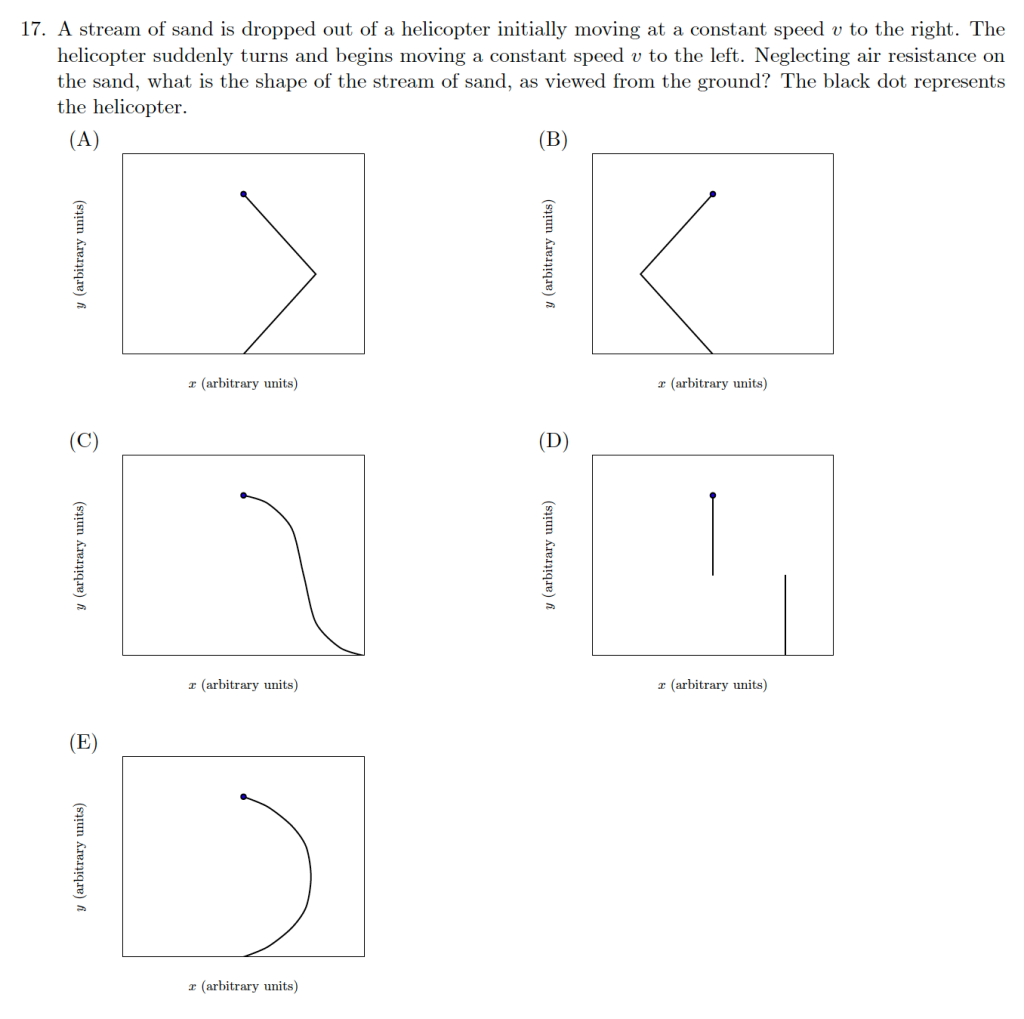 17. A stream of sand is dropped out of a helicopter initially moving at a constant speed v to the right. The
helicopter suddenly turns and begins moving a constant speed v to the left. Neglecting air resistance on
the sand, what is the shape of the stream of sand, as viewed from the ground? The black dot represents
the helicopter.
(A)
(B)
y (arbitrary units)
y (arbitrary units)
x (arbitrary units)
x (arbitrary units)
(C)
(D)
y (arbitrary units)
y (arbitrary units)
x (arbitrary units)
x (arbitrary units)
(E)
y (arbitrary units)
x (arbitrary units)